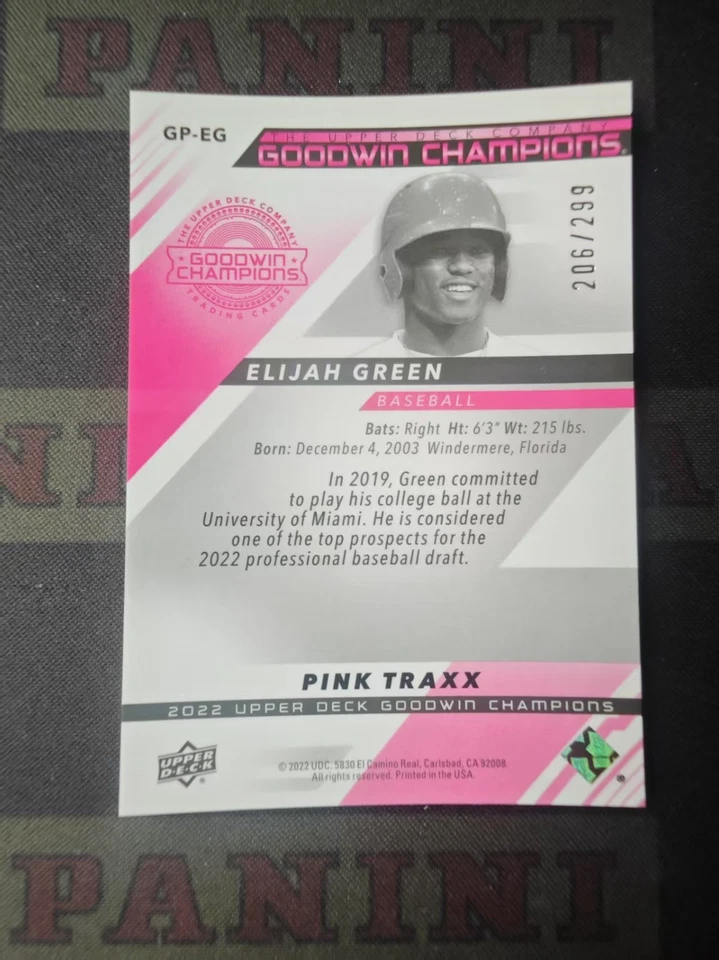 PANINI
GP-EG
THE UPPER DECK COMPANY
GOODWIN CHAMPIONS®
206/299
THE UPPER DECK COMPANY
GOODWIN
CHAMPIONS
TRADING CARDS
ELIJAH GREEN
BASEBALL
Bats: Right Ht: 6'3" Wt: 215 lbs.
Born: December 4, 2003 Windermere, Florida
In 2019, Green committed
to play his college ball at the
University of Miami. He is considered
one of the top prospects for the
2022 professional baseball draft.
PINK TRAXX
2022 UPPER DECK GOODWIN CHAMPIONS
UPPER
D·E·C·K®
© 2022 UDC. 5830 El Camino Real, Carlsbad, CA 92008.
All rights reserved. Printed in the USA.
®
PANINI